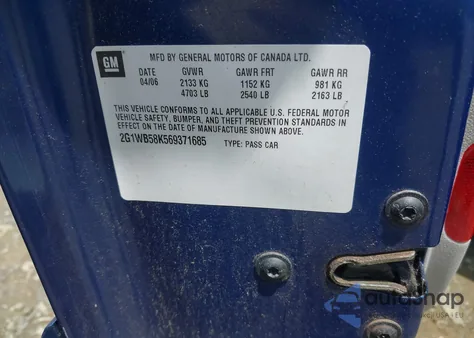 GM
MFD BY GENERAL MOTORS OF CANADA LTD.
DATE GVWR GAWR FRT GAWR RR
04/06 2133 KG 1152 KG 981 KG
4703 LB 2540 LB 2163 LB
THIS VEHICLE CONFORMS TO ALL APPLICABLE U.S. FEDERAL MOTOR
VEHICLE SAFETY, BUMPER, AND THEFT PREVENTION STANDARDS IN
EFFECT ON THE DATE OF MANUFACTURE SHOWN ABOVE.
2G1WB58K569371685 TYPE: PASS CAR